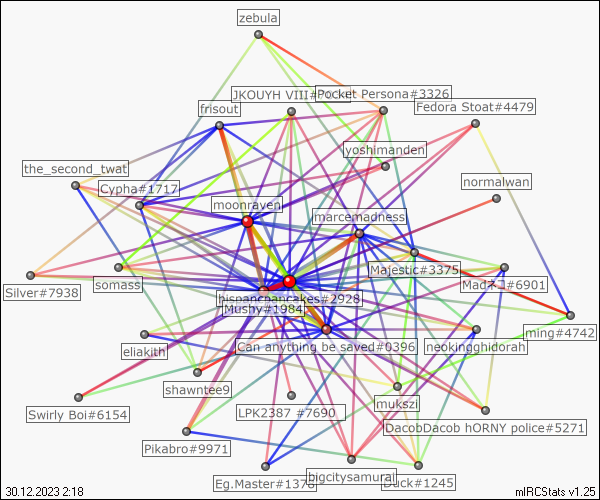 zebula
JKOUYH VIII#
Pocket Persona#3326
Fedora Stoat#4479
frisout
yoshimanden
the_second_twat
Cypha#1717
normalwan
moonraven
marcemadness
somass
Majestic#3375
Silver#7938
hispancpancakes#2928
Mushy#1984
ming#4742
Can anything be saved#0396
neokingghidorah
eliakith
shawntee9
mukszi
Swirly Boi#6154
LPK2387 #7690
DacobDacob hORNY police#5271
Pikabro#9971
bigcitysamurai
Eg.Master#1378
Duck#1245
30.12.2023 2:18
mIRCStats v1.25